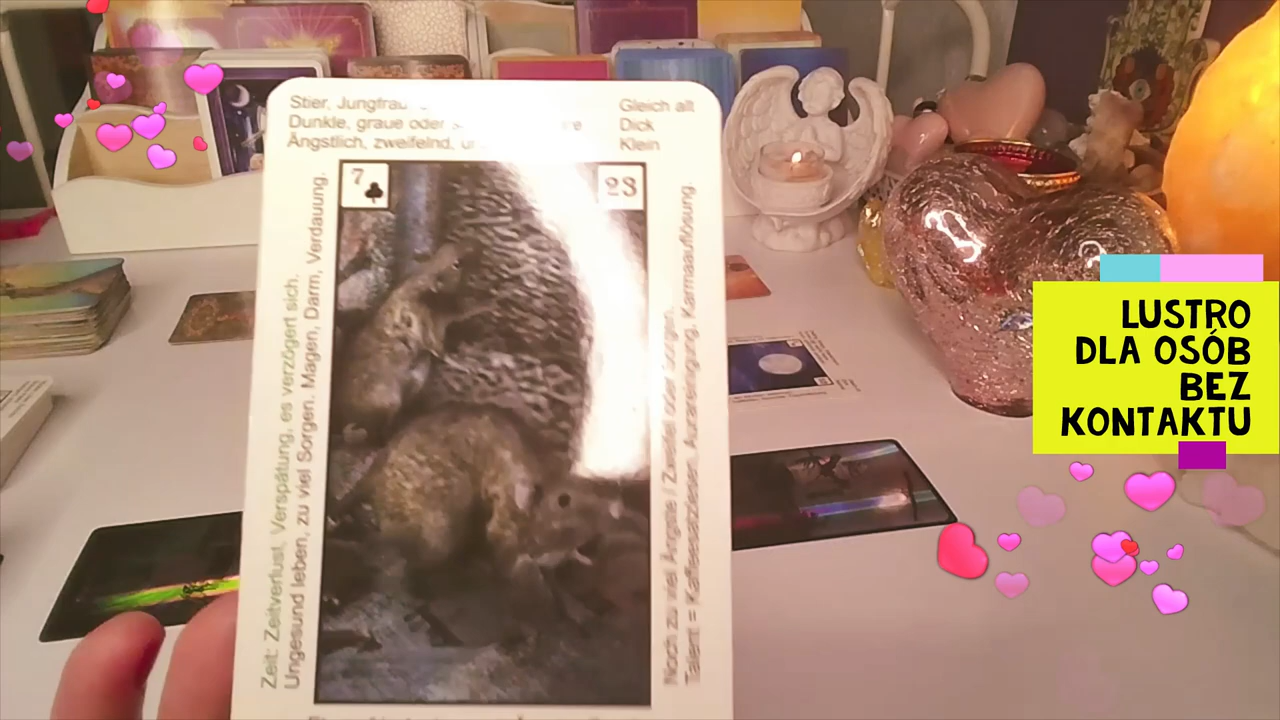 Stier, Jungfrau
Gleich alt
Dunkle, graue oder
Dick
Ängstlich, zweifelnd,
Klein
7
23
Zeit: Zeitverlust, Verspätung, es verzögert sich.
Ungesund leben, zu viel Sorgen. Magen, Darm, Verdauung.
Noch zu viel Ängste / Zweifel oder Sorgen.
Talent = Kaffeesatzlesen, Aurareinigung, Karmaauflösung.
LUSTRO
DLA OSÓB
BEZ
KONTAKTU